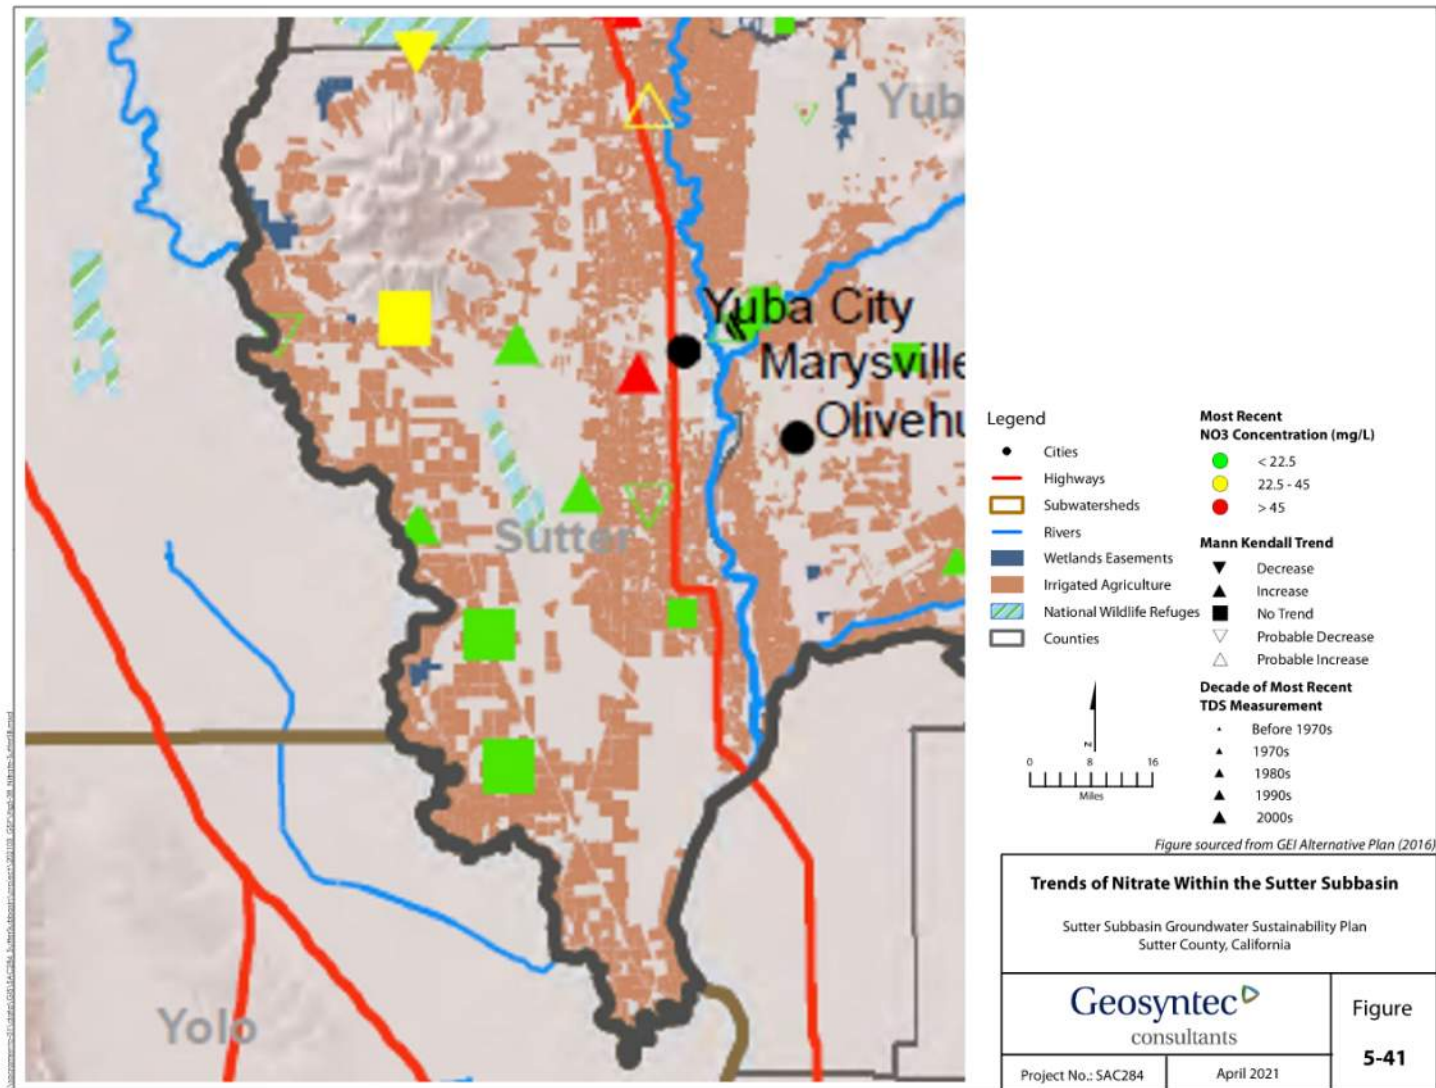 Yub
Yuba City
Marysville
Olivehu
Sutter
Yolo
Legend
Cities
Highways
Subwatersheds
Rivers
Wetlands Easements
Irrigated Agriculture
National Wildlife Refuges
Counties
Most Recent
NO3 Concentration (mg/L)
< 22.5
22.5 - 45
> 45
Mann Kendall Trend
Decrease
Increase
No Trend
Probable Decrease
Probable Increase
Decade of Most Recent
TDS Measurement
Before 1970s
1970s
1980s
1990s
2000s
N
0 8 16
Miles
Figure sourced from GEI Alternative Plan (2016)
Trends of Nitrate Within the Sutter Subbasin
Sutter Subbasin Groundwater Sustainability Plan
Sutter County, California
Geosyntec
consultants
Figure
5-41
Project No.: SAC284
April 2021